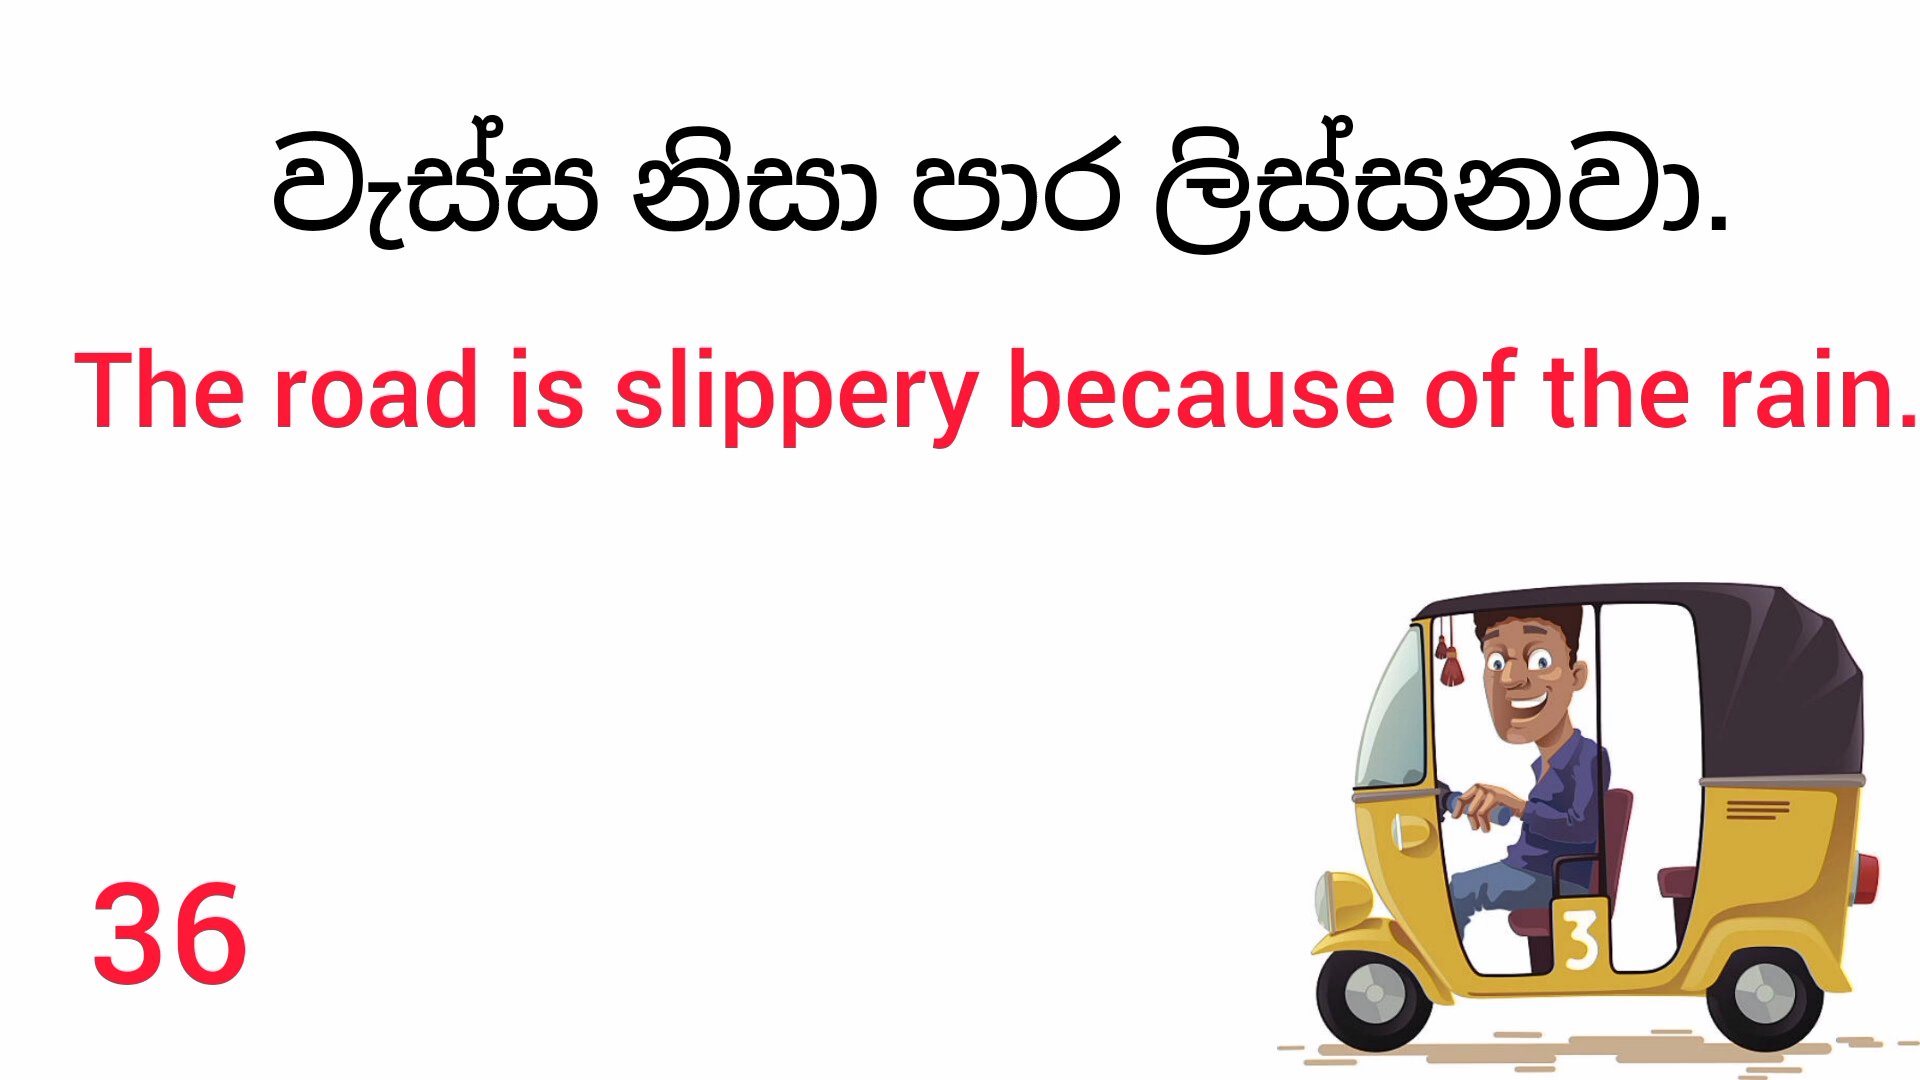 වැස්ස නිසා පාර ලිස්සනවා.
The road is slippery because of the rain.
36
3